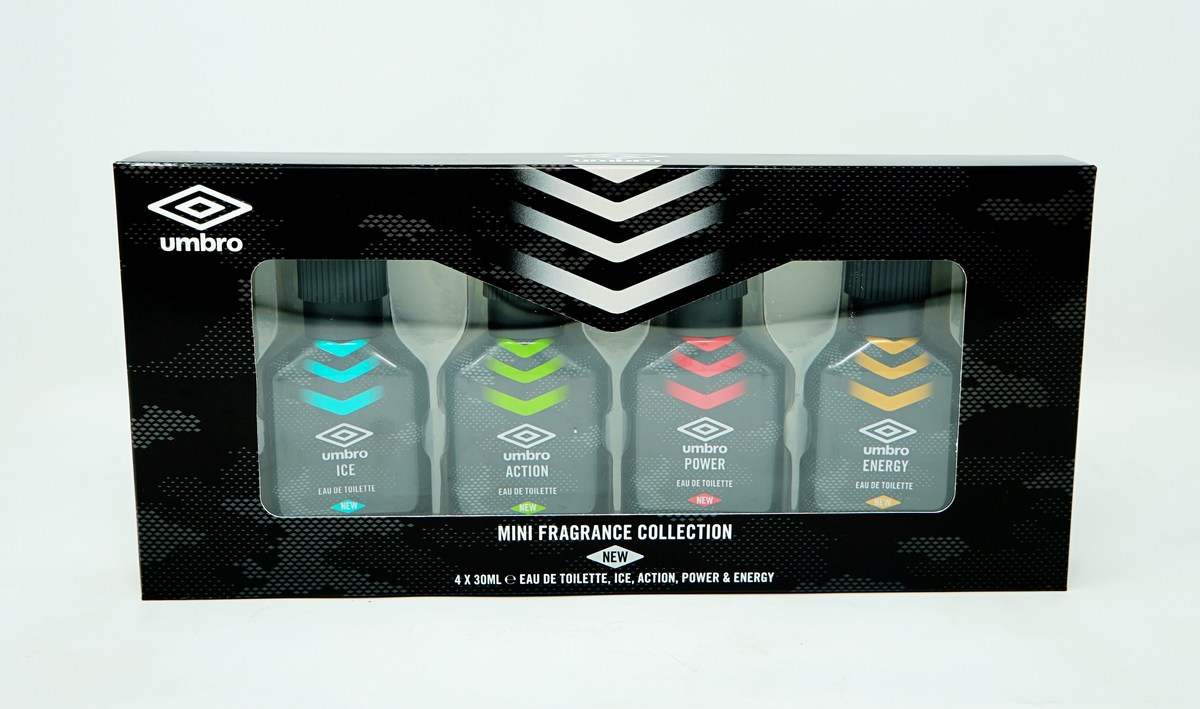 umbro
umbro
ICE
EAU DE TOILETTE
NEW
umbro
ACTION
EAU DE TOILETTE
NEW
umbro
POWER
EAU DE TOILETTE
NEW
umbro
ENERGY
EAU DE TOILETTE
NEW
MINI FRAGRANCE COLLECTION
NEW
4 X 30ML ℮ EAU DE TOILETTE, ICE, ACTION, POWER & ENERGY